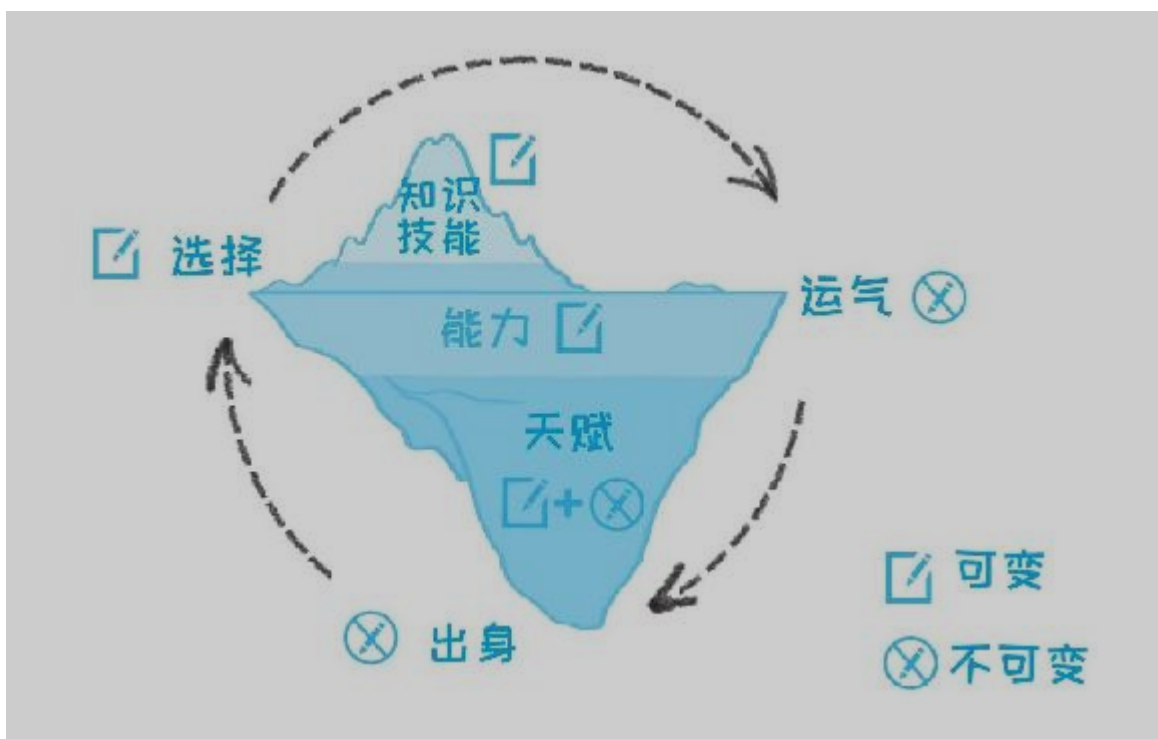 知识
技能
选择
运气
能力
天赋
+
出身
可变
不可变